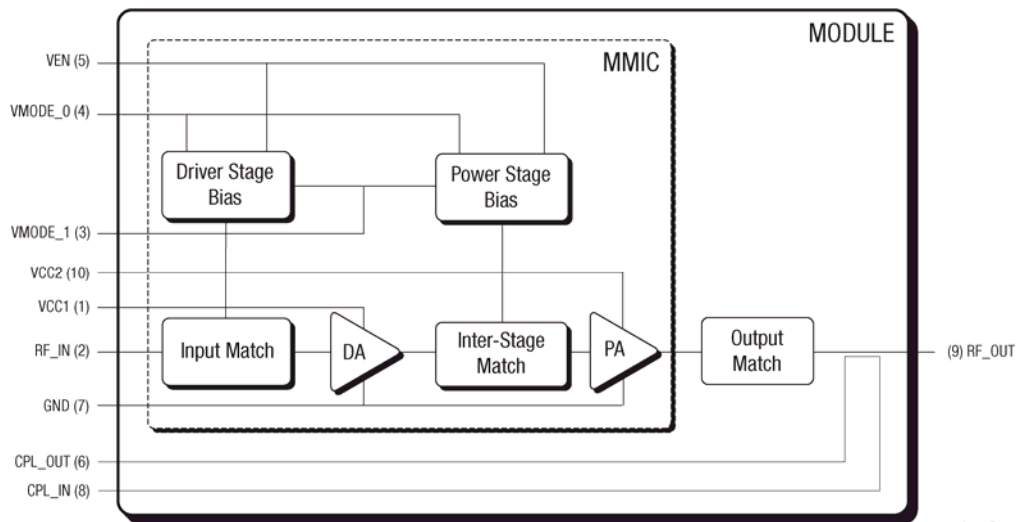 MODULE
MMIC
VEN (5)
VMODE_0 (4)
Driver Stage
Bias
Power Stage
Bias
VMODE_1 (3)
VCC2 (10)
VCC1 (1)
RF_IN (2)
Input Match
DA
Inter-Stage
Match
PA
Output
Match
(9) RF_OUT
GND (7)
CPL_OUT (6)
CPL_IN (8)